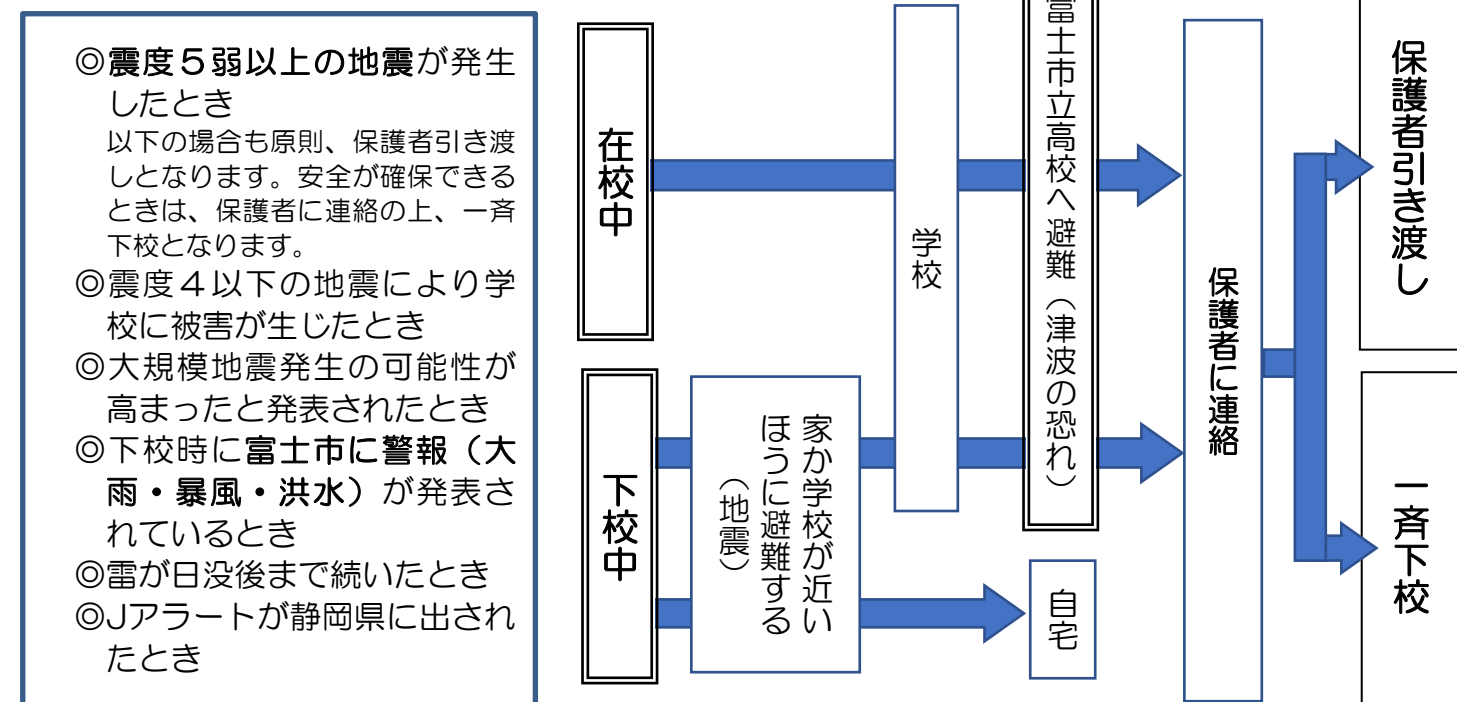 ◎震度５弱以上の地震が発生
したとき
以下の場合も原則、保護者引き渡
しとなります。安全が確保できる
ときは、保護者に連絡の上、一斉
下校となります。
◎震度４以下の地震により学
校に被害が生じたとき
◎大規模地震発生の可能性が
高まったと発表されたとき
◎下校時に富士市に警報（大
雨・暴風・洪水）が発表さ
れているとき
◎雷が日没後まで続いたとき
◎Jアラートが静岡県に出され
たとき
在校中
下校中
家か学校が近い
ほうに避難する
（地震）
学校
富士市立高校へ避難（津波の恐れ）
自宅
保護者に連絡
保護者引き渡し
一斉下校